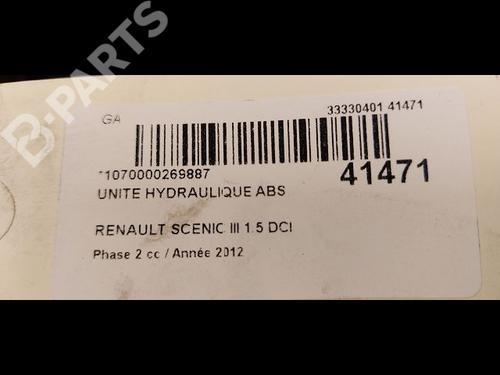 B-PARTS
GA 33330401 41471
*1070000269887 41471
UNITE HYDRAULIQUE ABS
RENAULT SCENIC III 1.5 DCI
Phase 2 cc / Année 2012